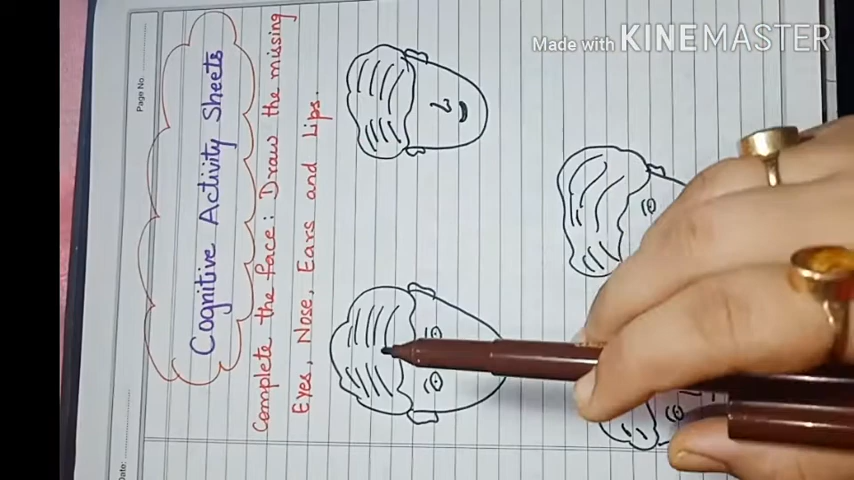 Made with KINEMASTER
Page No.
Date:
Cognitive Activity Sheets
Complete the face: Draw the missing
Eyes, Nose, Ears and Lips.